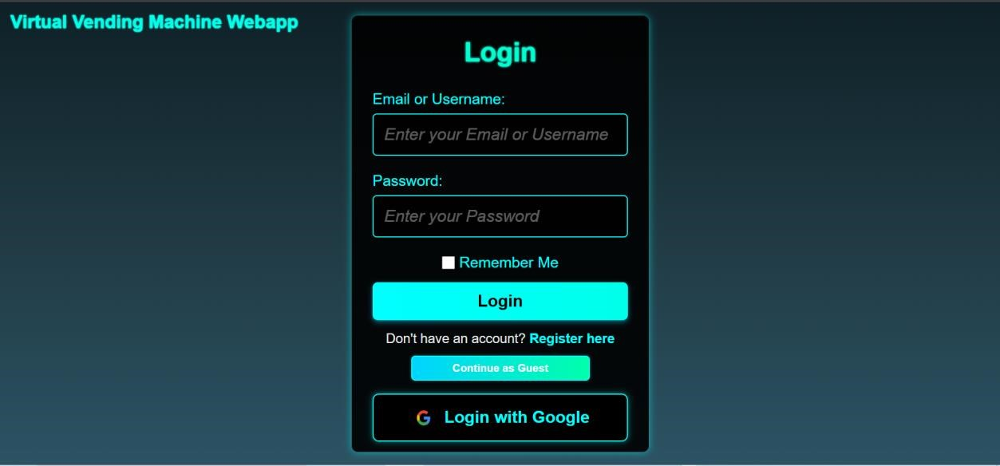 Virtual Vending Machine Webapp
Login
Email or Username:
Enter your Email or Username
Password:
Enter your Password
Remember Me
Login
Don't have an account? Register here
Continue as Guest
Login with Google